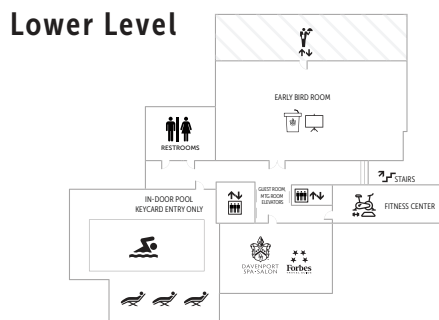 Lower Level
EARLY BIRD ROOM
RESTROOMS
STAIRS
IN-DOOR POOL
KEYCARD ENTRY ONLY
GUEST ROOM,
MTG ROOM
ELEVATORS
FITNESS CENTER
DAVENPORT
SPA•SALON
Forbes